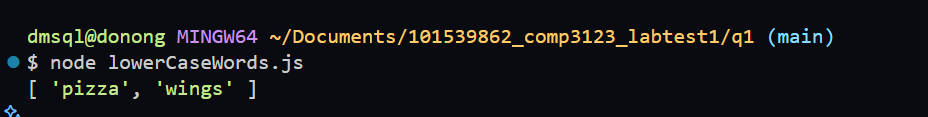 dmsql@donong MINGW64 ~/Documents/101539862_comp3123_labtest1/q1 (main)
$ node lowerCaseWords.js
[ 'pizza', 'wings' ]